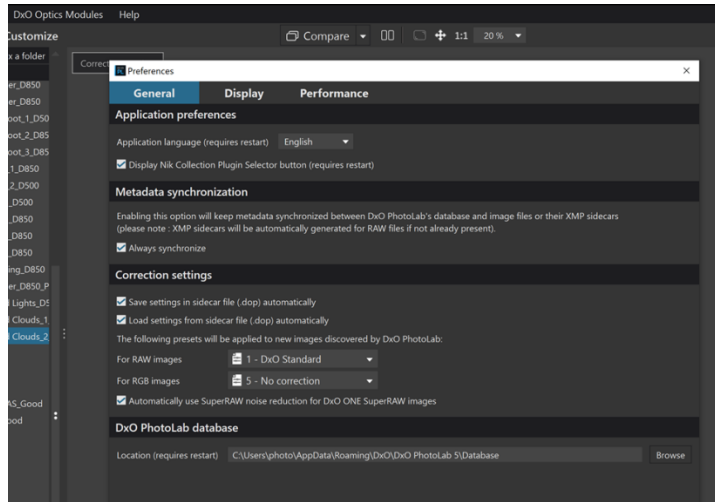 DxO Optics Modules Help
Customize
Compare
1:1
20 %
x a folder
Correct
er_D850
er_D850
oot_1_D50
oot_2_D85
oot_3_D85
_1_D850
_2_D500
_D500
_D850
_D850
_D850
ing_D850
er_D850_P
Lights_D5
Clouds_1
Clouds_2
AS_Good
ood
Preferences
General Display Performance
Application preferences
Application language (requires restart) English
Display Nik Collection Plugin Selector button (requires restart)
Metadata synchronization
Enabling this option will keep metadata synchronized between DxO PhotoLab's database and image files or their XMP sidecars
(please note : XMP sidecars will be automatically generated for RAW files if not already present).
Always synchronize
Correction settings
Save settings in sidecar file (.dop) automatically
Load settings from sidecar file (.dop) automatically
The following presets will be applied to new images discovered by DxO PhotoLab:
For RAW images 1 - DxO Standard
For RGB images 5 - No correction
Automatically use SuperRAW noise reduction for DxO ONE SuperRAW images
DxO PhotoLab database
Location (requires restart) C:\Users\photo\AppData\Roaming\DxO\DxO PhotoLab 5\Database Browse